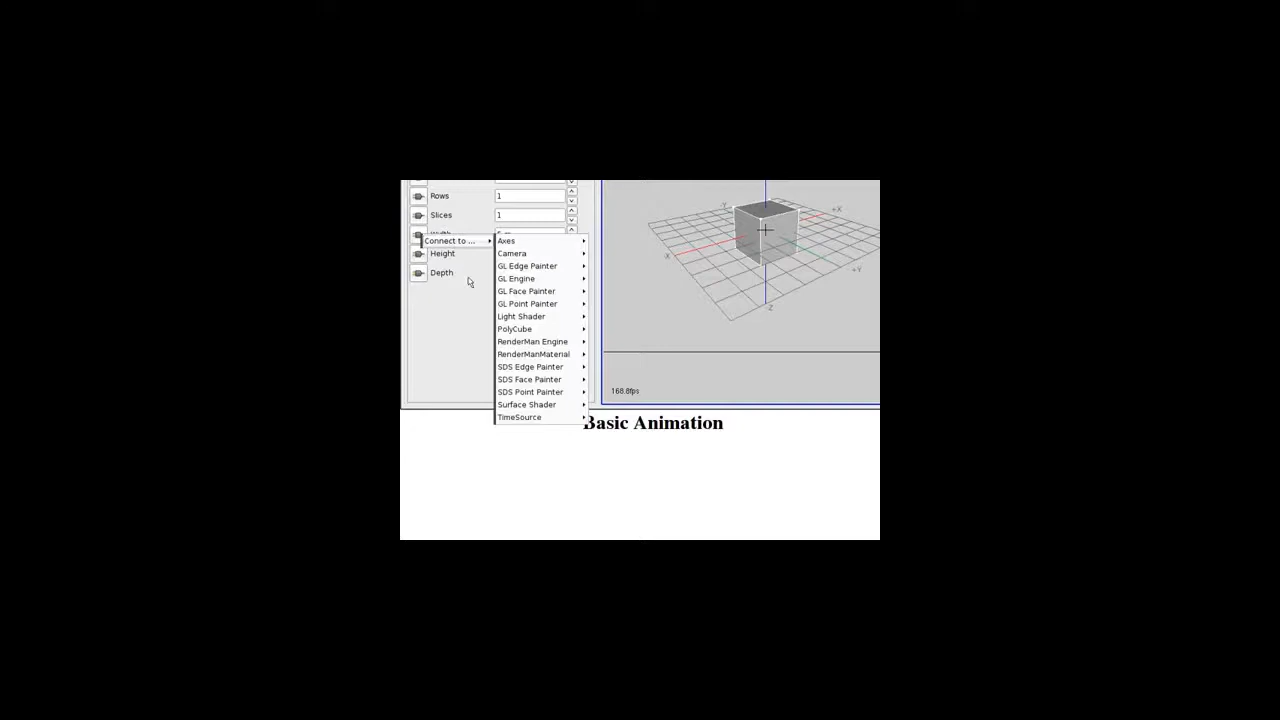 Rows 1
Slices 1
Width
Connect to ...
Height
Depth
Axes
Camera
GL Edge Painter
GL Engine
GL Face Painter
GL Point Painter
Light Shader
PolyCube
RenderMan Engine
RenderManMaterial
SDS Edge Painter
SDS Face Painter
SDS Point Painter
Surface Shader
TimeSource
-Y
+X
-X
+Y
-Z
168.8fps
Basic Animation